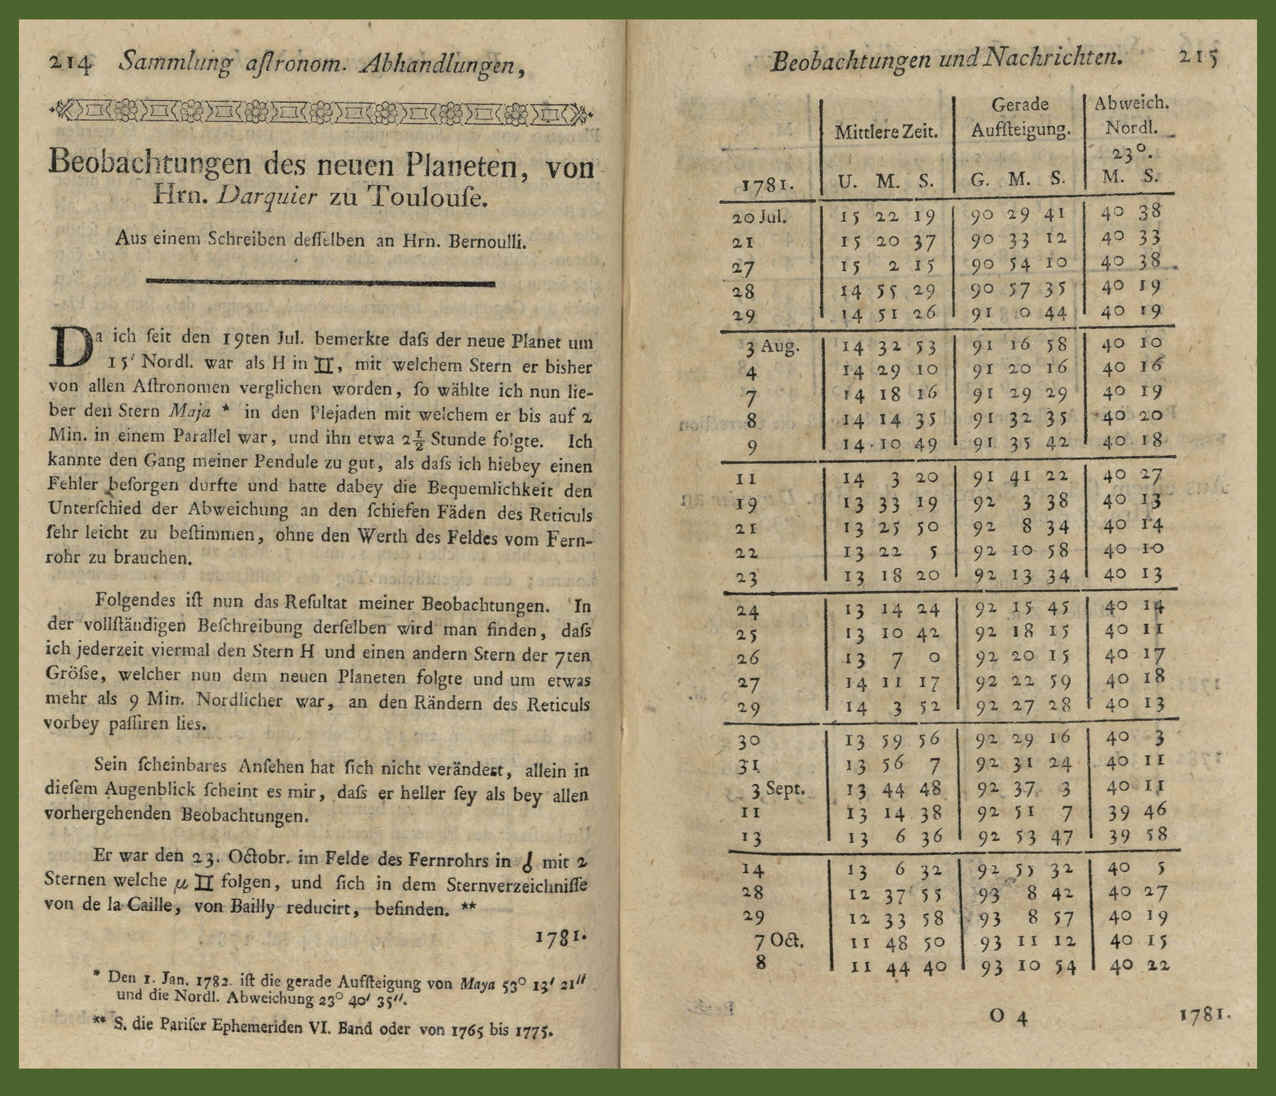 214 Sammlung aſtronom. Abhandlungen,
Beobachtungen des neuen Planeten, von
Hrn. Darquier zu Toulouſe.
Aus einem Schreiben deſſelben an Hrn. Bernoulli.
Da ich ſeit den 19ten Jul. bemerkte daſs der neue Planet um
15′ Nordl. war als H in ♊, mit welchem Stern er bisher
von allen Aſtronomen verglichen worden, ſo wählte ich nun lie-
ber den Stern Maja * in den Plejaden mit welchem er bis auf 2
Min. in einem Parallel war, und ihn etwa 2½ Stunde folgte. Ich
kannte den Gang meiner Pendule zu gut, als daſs ich hiebey einen
Fehler beſorgen durfte und hatte dabey die Bequemlichkeit den
Unterſchied der Abweichung an den ſchiefen Fäden des Reticuls
ſehr leicht zu beſtimmen, ohne den Werth des Feldes vom Fern-
rohr zu brauchen.
Folgendes iſt nun das Reſultat meiner Beobachtungen. In
der vollſtändigen Beſchreibung derſelben wird man finden, daſs
ich jederzeit viermal den Stern H und einen andern Stern der 7ten
Gröſse, welcher nun dem neuen Planeten folgte und um etwas
mehr als 9 Min. Nordlicher war, an den Rändern des Reticuls
vorbey paſſiren lies.
Sein ſcheinbares Anſehen hat ſich nicht verändert, allein in
dieſem Augenblick ſcheint es mir, daſs er heller ſey als bey allen
vorhergehenden Beobachtungen.
Er war den 23. Octobr. im Felde des Fernrohrs in mit 2
Sternen welche μ ♊ folgen, und ſich in dem Sternverzeichniſſe
von de la Caille, von Bailly reducirt, befinden. **
1781.
* Den 1. Jan. 1782. iſt die gerade Aufſteigung von Maya 53° 13′ 21″
und die Nordl. Abweichung 23° 40′ 35″.
** S. die Pariſer Ephemeriden VI. Band oder von 1765 bis 1775.
Beobachtungen und Nachrichten. 215
Gerade Abweich.
Mittlere Zeit. Aufſteigung. Nordl.
23°.
1781. U. M. S. G. M. S. M. S.
20 Jul. 15 22 19 90 29 41 40 38
21 15 20 37 90 33 12 40 33
27 15 2 15 90 54 10 40 38
28 14 55 29 90 57 35 40 19
29 14 51 26 91 0 44 40 19
3 Aug. 14 32 53 91 16 58 40 10
4 14 29 10 91 20 16 40 16
7 14 18 16 91 29 29 40 19
8 14 14 35 91 32 35 40 20
9 14 10 49 91 35 42 40 18
11 14 3 20 91 41 22 40 27
19 13 33 19 92 3 38 40 13
21 13 25 50 92 8 34 40 14
22 13 22 5 92 10 58 40 10
23 13 18 20 92 13 34 40 13
24 13 14 24 92 15 45 40 14
25 13 10 42 92 18 15 40 11
26 13 7 0 92 20 15 40 17
27 14 11 17 92 22 59 40 18
29 14 3 52 92 27 28 40 13
30 13 59 56 92 29 16 40 3
31 13 56 7 92 31 24 40 11
3 Sept. 13 44 48 92 37 3 40 11
11 13 14 38 92 51 7 39 46
13 13 6 36 92 53 47 39 58
14 13 6 32 92 55 32 40 5
28 12 37 55 93 8 42 40 27
29 12 33 58 93 8 57 40 19
7 Oct. 11 48 50 93 11 12 40 15
8 11 44 40 93 10 54 40 22
O 4 1781.